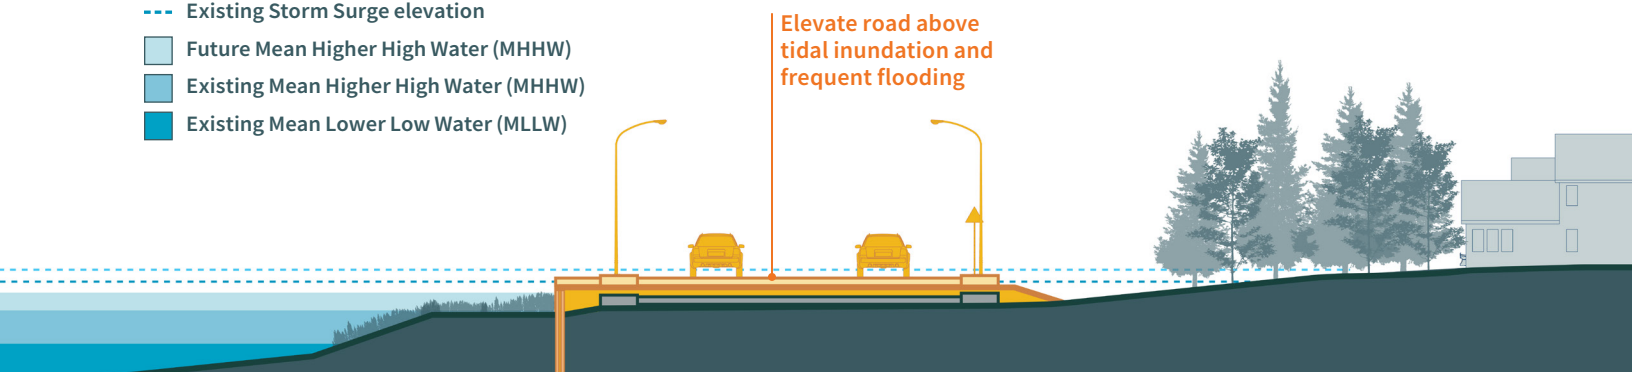 Existing Storm Surge elevation
Future Mean Higher High Water (MHHW)
Existing Mean Higher High Water (MHHW)
Existing Mean Lower Low Water (MLLW)
Elevate road above
tidal inundation and
frequent flooding